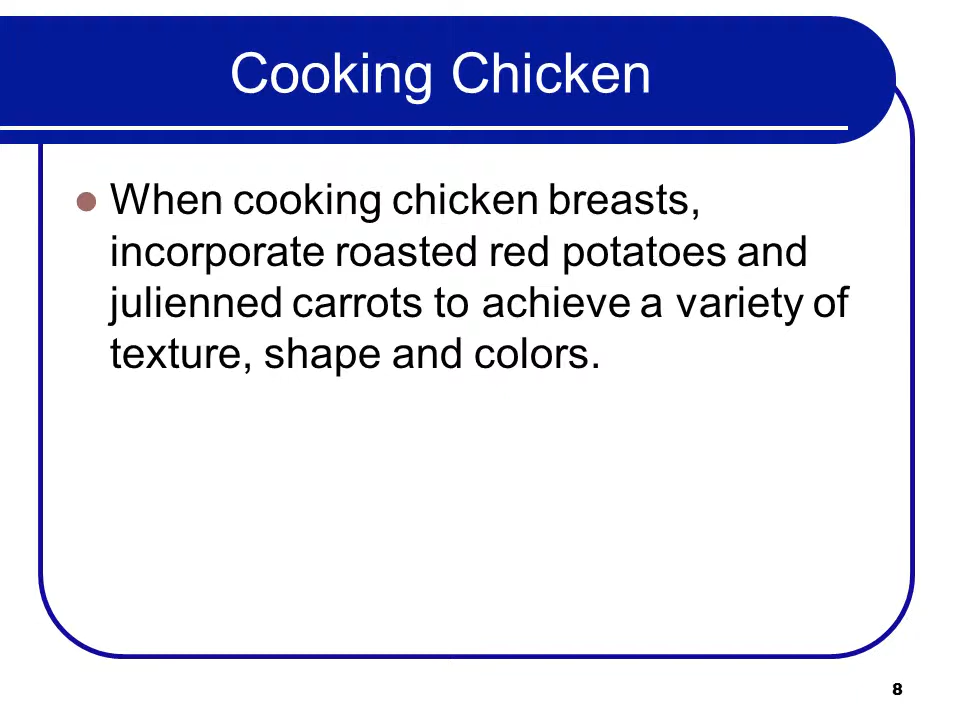 Cooking Chicken
When cooking chicken breasts,
incorporate roasted red potatoes and
julienned carrots to achieve a variety of
texture, shape and colors.
8